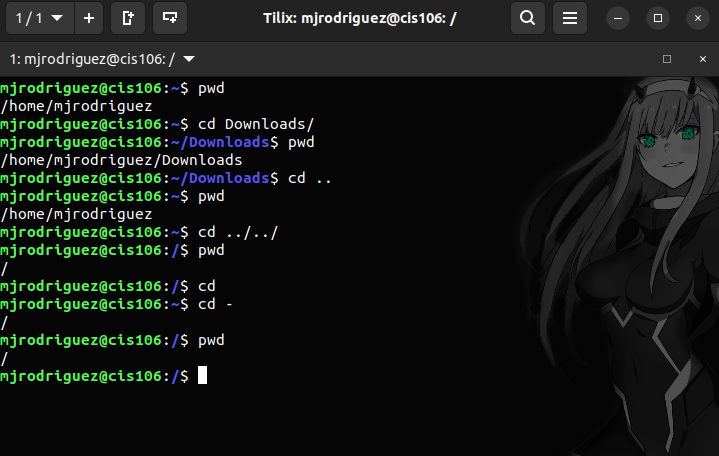 1 / 1
Tilix: mjrodriguez@cis106: /
1: mjrodriguez@cis106: /
mjrodriguez@cis106:~$ pwd
/home/mjrodriguez
mjrodriguez@cis106:~$ cd Downloads/
mjrodriguez@cis106:~/Downloads$ pwd
/home/mjrodriguez/Downloads
mjrodriguez@cis106:~/Downloads$ cd ..
mjrodriguez@cis106:~$ pwd
/home/mjrodriguez
mjrodriguez@cis106:~$ cd ../../
mjrodriguez@cis106:/$ pwd
/
mjrodriguez@cis106:/$ cd
mjrodriguez@cis106:~$ cd -
/
mjrodriguez@cis106:/$ pwd
/
mjrodriguez@cis106:/$